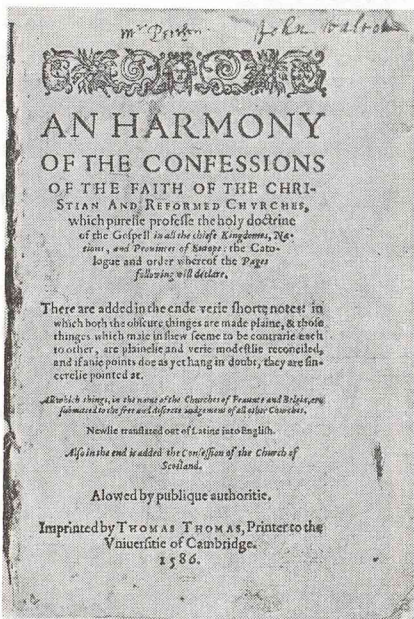 John Walton
AN HARMONY
OF THE CONFESSIONS
OF THE FAITH OF THE CHRI-
STIAN AND REFORMED CHVRCHES,
which purelie professe the holy doctrine
of the Gospell in all the chiefe Kingdomes, Na-
tions, and Prouinces of Europe: the Cata-
logue and order whereof the Pages
following will declare.
There are added in the ende verie shorte notes: in
which both the obscure thinges are made plaine, & those
thinges which maie in shew seeme to be contrarie each
to other, are plainelie and verie modestlie reconciled,
and if anie points doe as yet hang in doubt, they are sin-
cerelie pointed at.
All which things, in the name of the Churches of Fraunce and Belgia, are
submitted to the free and discrete iudgement of all other Churches.
Newlie translated out of Latine into English.
Also in the end is added the Confession of the Church of
Scotland.
Alowed by publique authoritie.
Imprinted by THOMAS THOMAS, Printer to the
Vniuersitie of Cambridge.
1586.